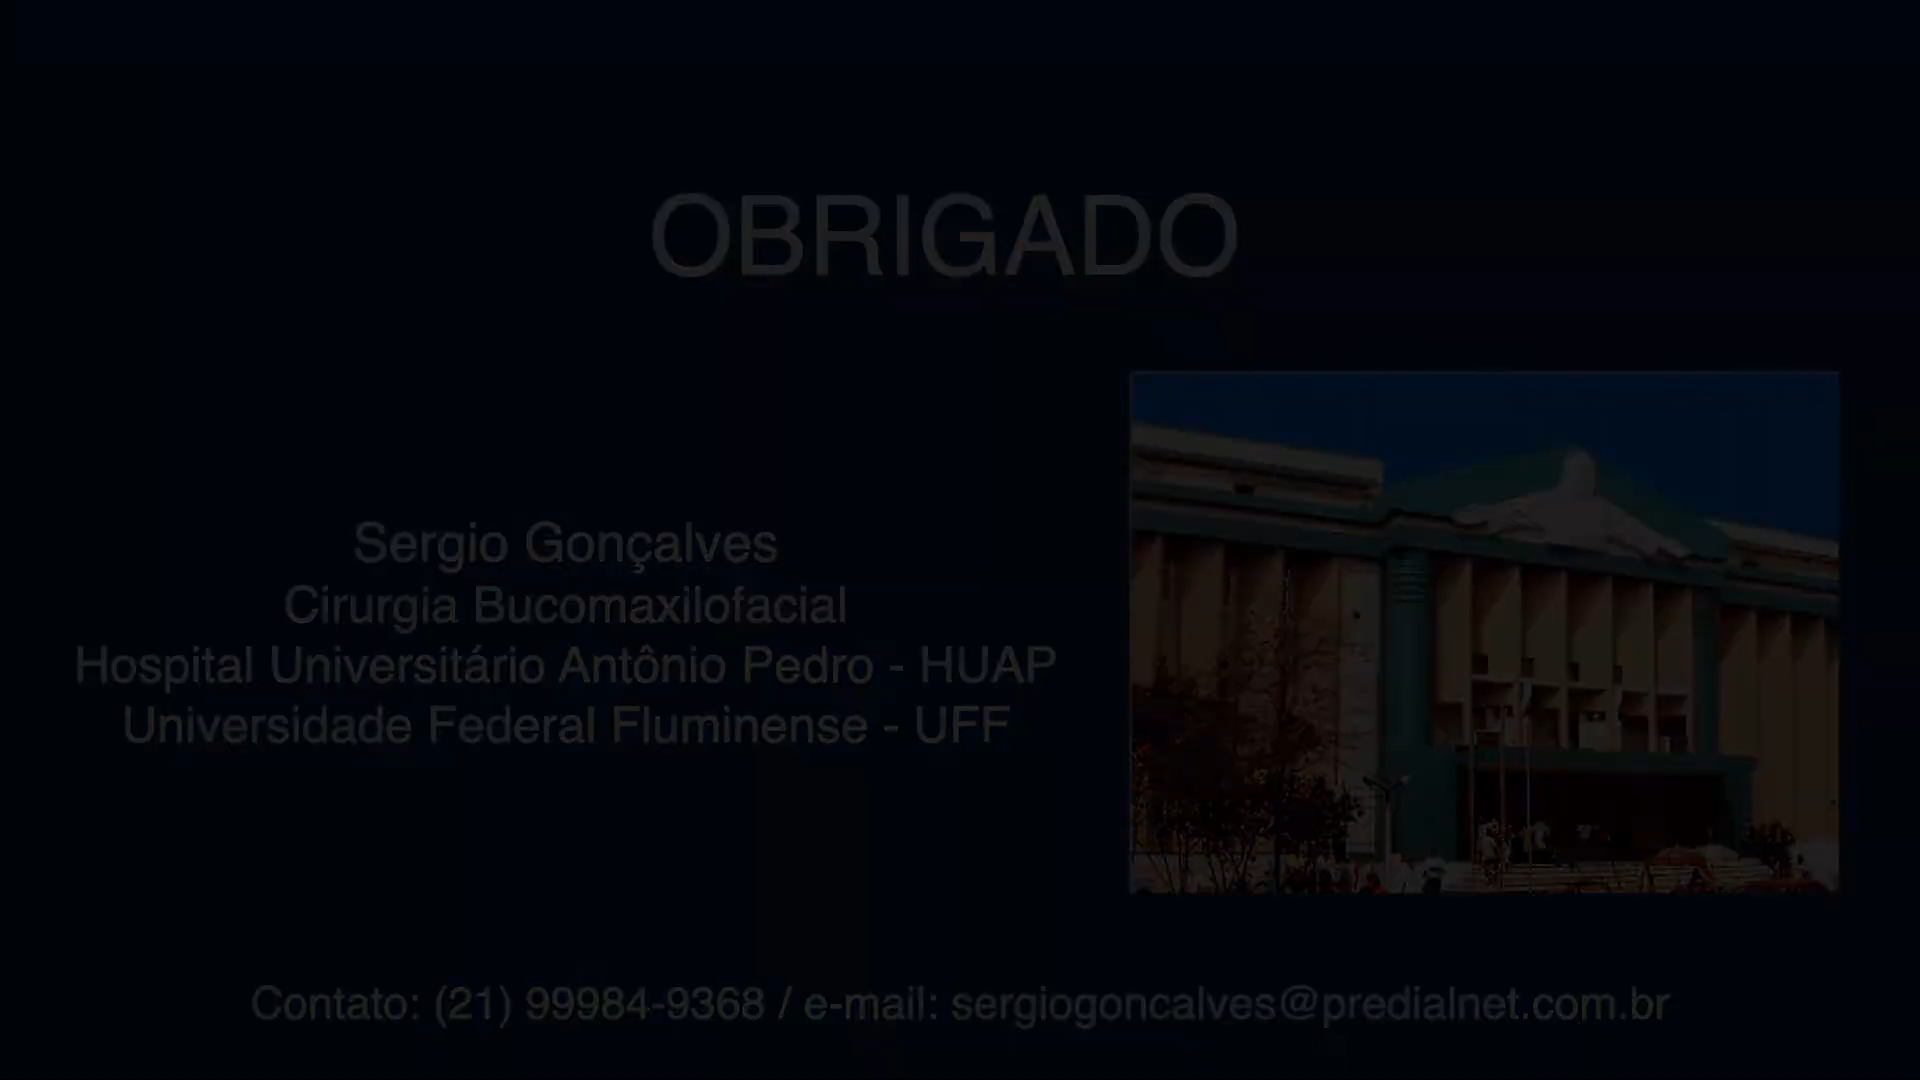 OBRIGADO
Sergio Gonçalves
Cirurgia Bucomaxilofacial
Hospital Universitário Antônio Pedro - HUAP
Universidade Federal Fluminense - UFF
Contato: (21) 99984-9368 / e-mail: sergiogoncalves@predialnet.com.br